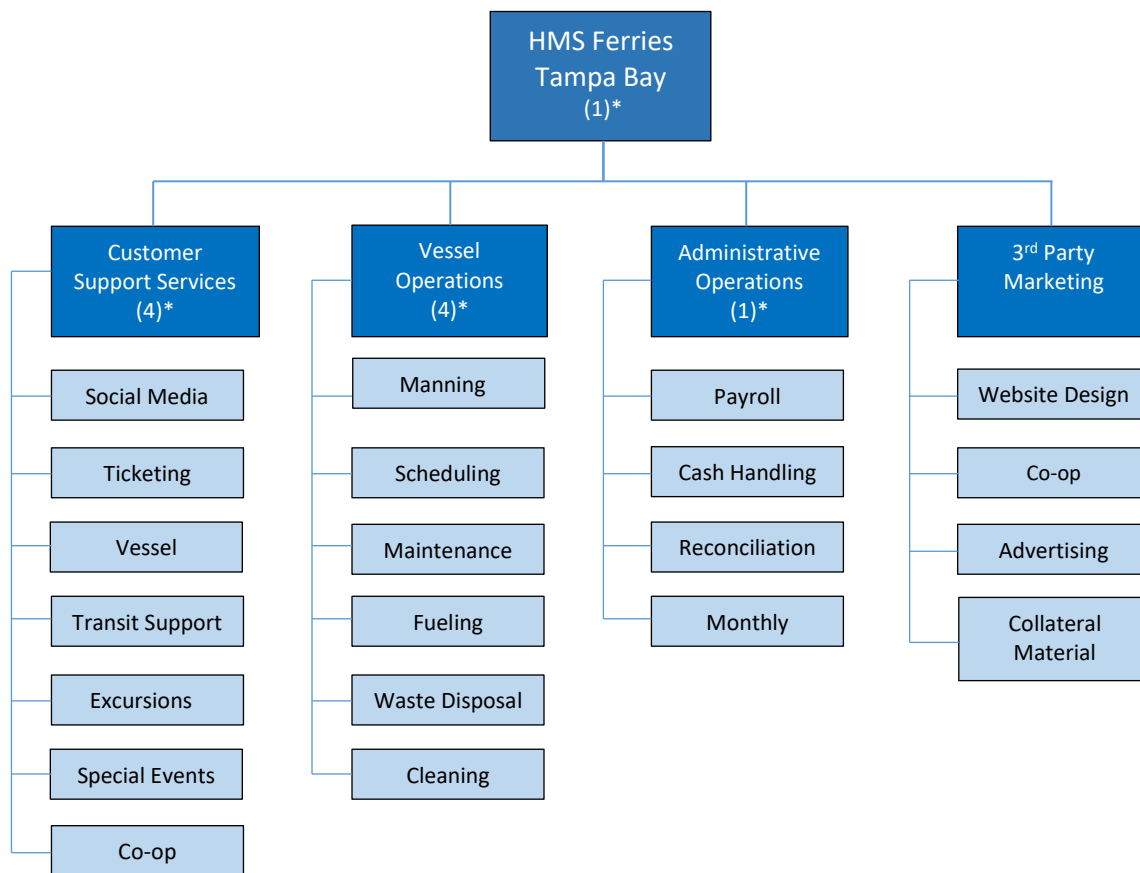 HMS Ferries
Tampa Bay
(1)*
Customer
Support Services
(4)*
Social Media
Ticketing
Vessel
Transit Support
Excursions
Special Events
Co-op
Vessel
Operations
(4)*
Manning
Scheduling
Maintenance
Fueling
Waste Disposal
Cleaning
Administrative
Operations
(1)*
Payroll
Cash Handling
Reconciliation
Monthly
3rd Party
Marketing
Website Design
Co-op
Advertising
Collateral
Material